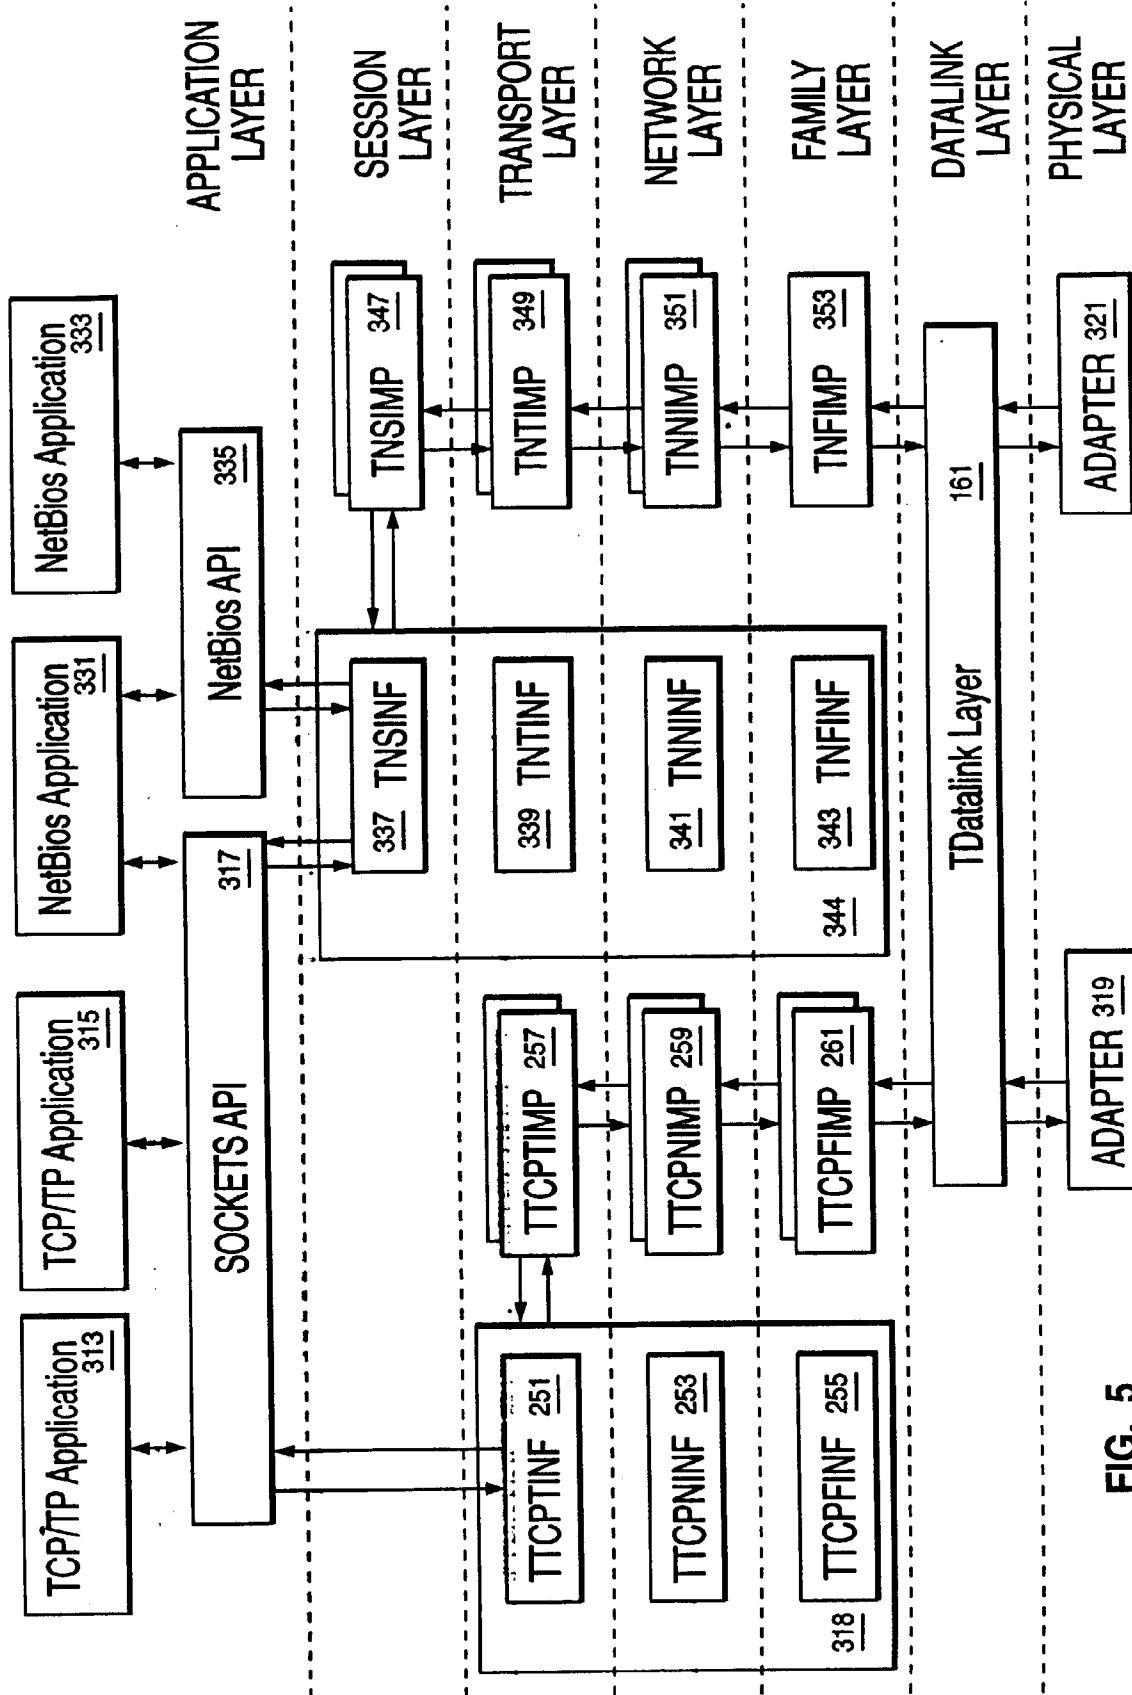 TCP/TP Application
313
TCP/TP Application
315
NetBios Application
331
NetBios Application
333
APPLICATION
LAYER
SOCKETS API
317
NetBios API
335
SESSION
LAYER
337 TNSINF
TNSIMP 347
TRANSPORT
LAYER
TTCPTINF 251
TTCPTIMP 257
339 TNTINF
TNTIMP 349
NETWORK
LAYER
TTCPNINF 253
TTCPNIMP 259
341 TNNINF
TNNIMP 351
FAMILY
LAYER
TTCPFINF 255
TTCPFIMP 261
343 TNFINF
TNFIMP 353
318
344
DATALINK
LAYER
TDatalink Layer
161
PHYSICAL
LAYER
ADAPTER 319
ADAPTER 321
FIG. 5